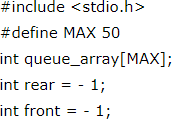 #include <stdio.h>
#define MAX 50
int queue_array[MAX];
int rear = - 1;
int front = - 1;